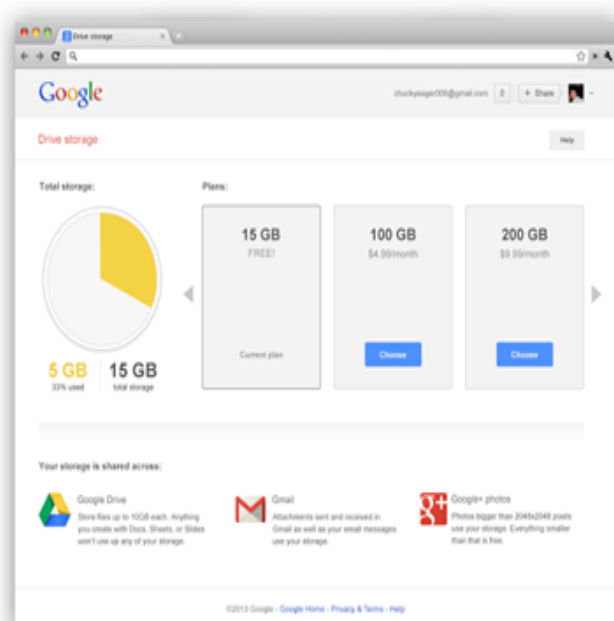 Drive storage
Google
chuckyeager006@gmail.com 0 + Share
Drive storage
Help
Total storage:
Plans:
15 GB
FREE!
Current plan
100 GB
$4.99/month
Choose
200 GB
$9.99/month
Choose
5 GB
33% used
15 GB
total storage
Your storage is shared across:
Google Drive
Store files up to 10GB each. Anything
you create with Docs, Sheets, or Slides
won't use up any of your storage.
Gmail
Attachments sent and received in
Gmail as well as your email messages
use your storage.
g+
Google+ photos
Photos bigger than 2048x2048 pixels
use your storage. Everything smaller
than that is free.
©2013 Google - Google Home - Privacy & Terms - Help